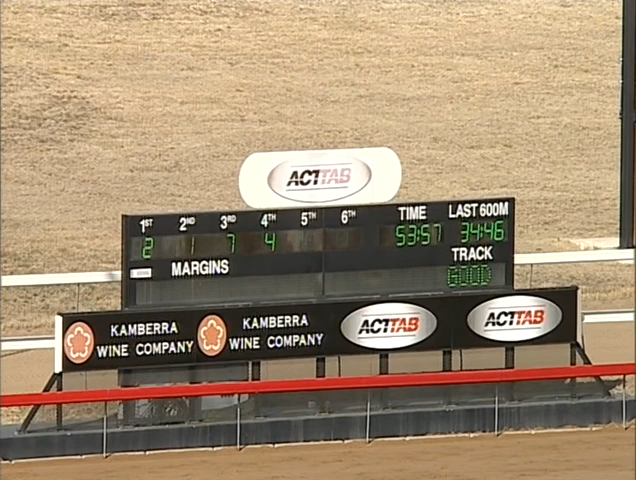 ACTTAB
1ST 2ND 3RD 4TH 5TH 6TH TIME LAST 600M
2 1 7 4 53:57 34:46
MARGINS TRACK
GOOD
KAMBERRA WINE COMPANY KAMBERRA WINE COMPANY ACTTAB ACTTAB